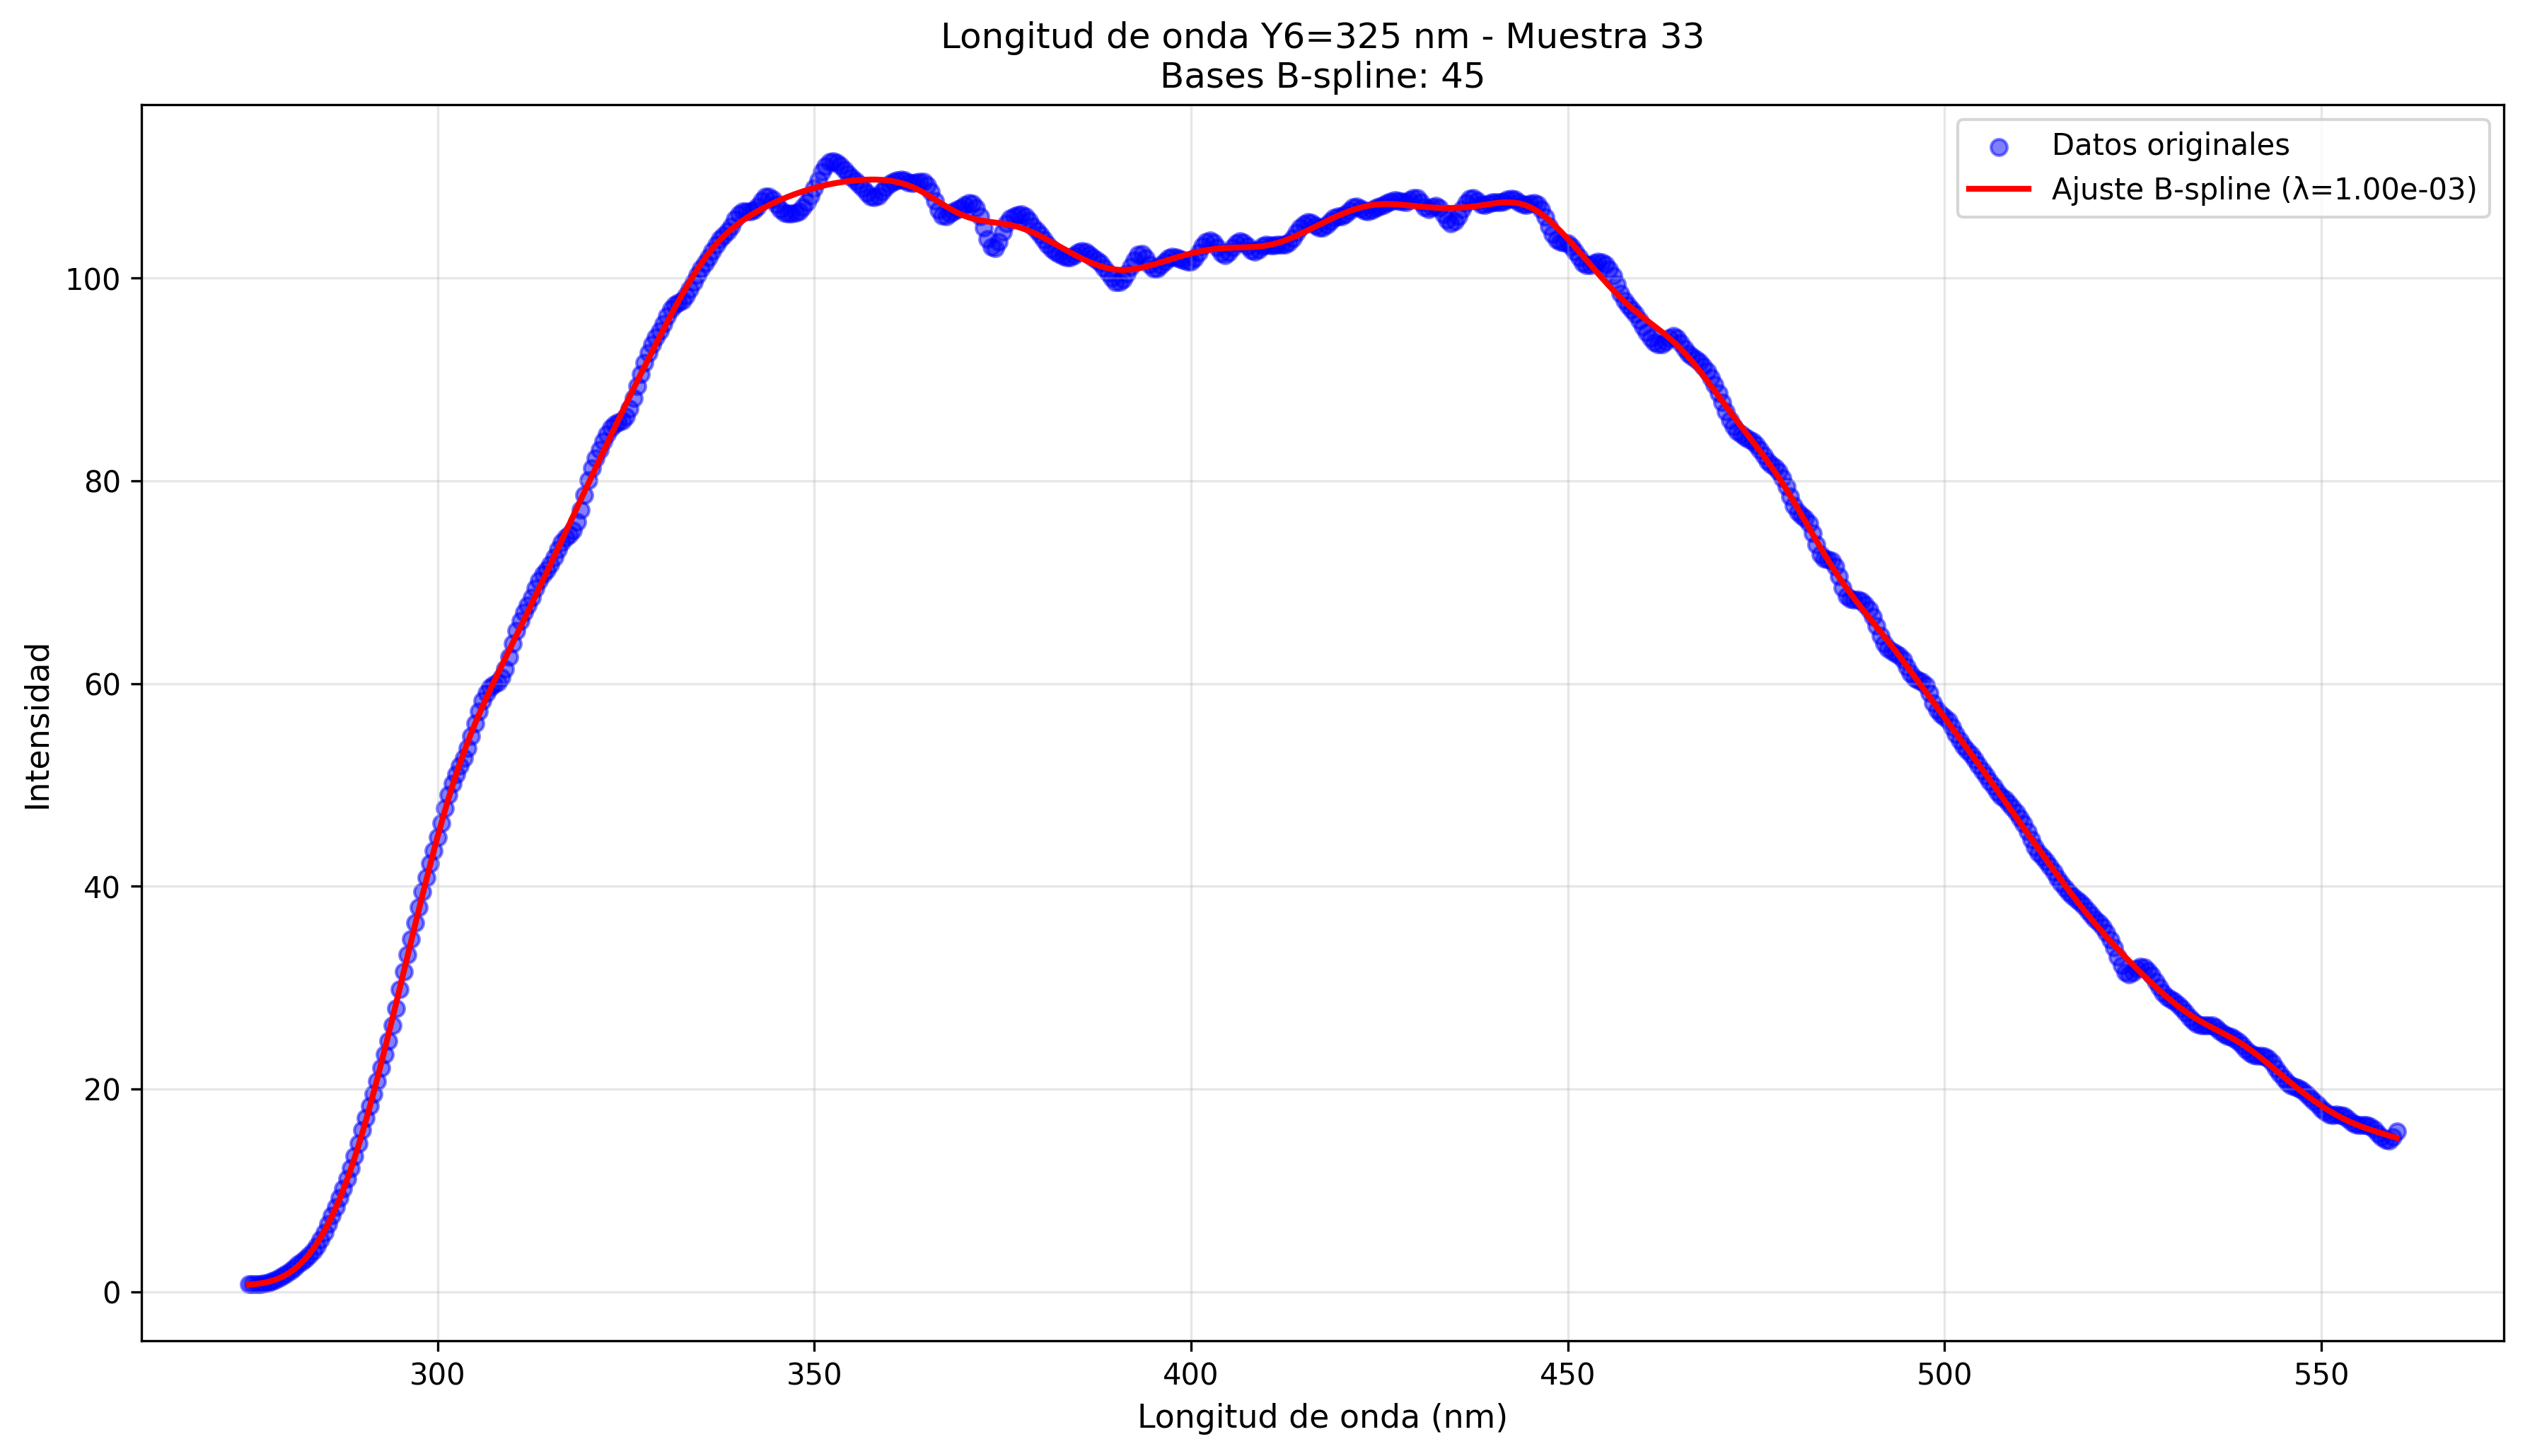 Longitud de onda Y6=325 nm - Muestra 33
Bases B-spline: 45
Datos originales
Ajuste B-spline (λ=1.00e-03)
Intensidad
100
80
60
40
20
0
300 350 400 450 500 550
Longitud de onda (nm)